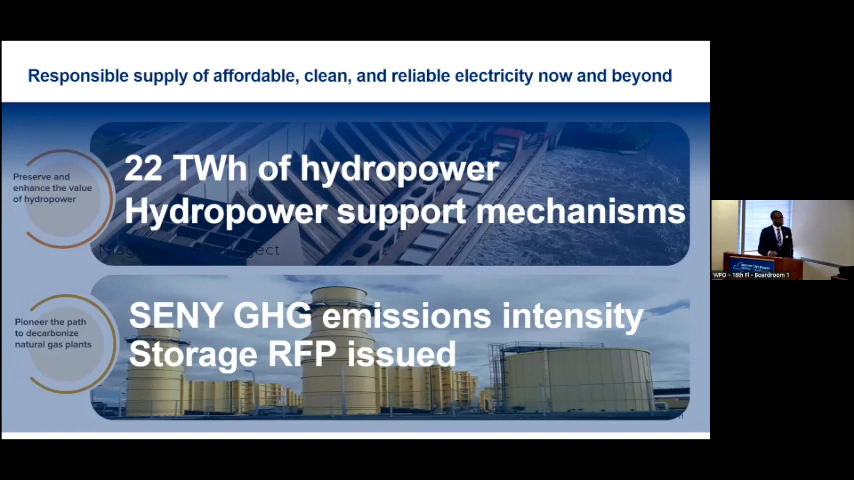 Responsible supply of affordable, clean, and reliable electricity now and beyond
Preserve and
enhance the value
of hydropower
22 TWh of hydropower
Hydropower support mechanisms
Pioneer the path
to decarbonize
natural gas plants
SENY GHG emissions intensity
Storage RFP issued
WPO - 16th Fl - Boardroom 1